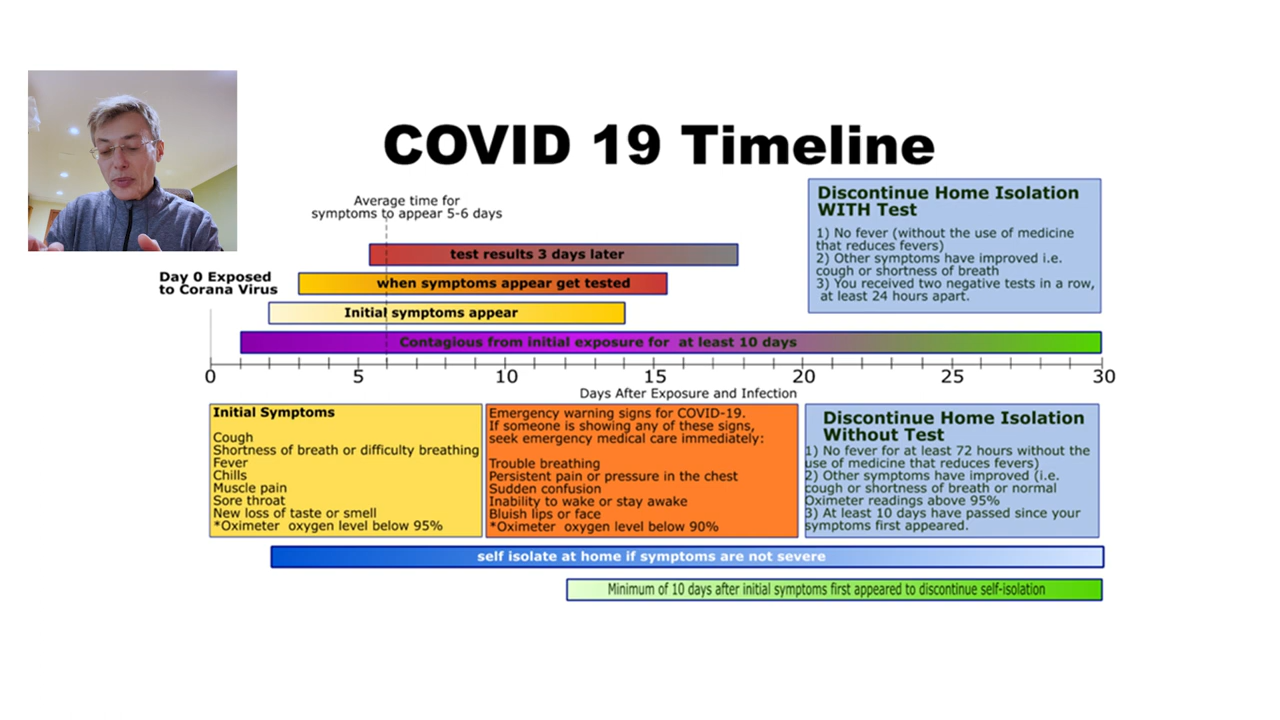 COVID 19 Timeline
Average time for
symptoms to appear 5-6 days
Discontinue Home Isolation
WITH Test
1) No fever (without the use of medicine
that reduces fevers)
2) Other symptoms have improved i.e.
cough or shortness of breath
3) You received two negative tests in a row,
at least 24 hours apart.
test results 3 days later
Day 0 Exposed
to Corana Virus
when symptoms appear get tested
Initial symptoms appear
Contagious from initial exposure for at least 10 days
0 5 10 15 20 25 30
Days After Exposure and Infection
Initial Symptoms
Cough
Shortness of breath or difficulty breathing
Fever
Chills
Muscle pain
Sore throat
New loss of taste or smell
*Oximeter oxygen level below 95%
Emergency warning signs for COVID-19.
If someone is showing any of these signs,
seek emergency medical care immediately:
Trouble breathing
Persistent pain or pressure in the chest
Sudden confusion
Inability to wake or stay awake
Bluish lips or face
*Oximeter oxygen level below 90%
Discontinue Home Isolation
Without Test
1) No fever for at least 72 hours without the
use of medicine that reduces fevers)
2) Other symptoms have improved (i.e.
cough or shortness of breath or normal
Oximeter readings above 95%
3) At least 10 days have passed since your
symptoms first appeared.
self isolate at home if symptoms are not severe
Minimum of 10 days after initial symptoms first appeared to discontinue self-isolation